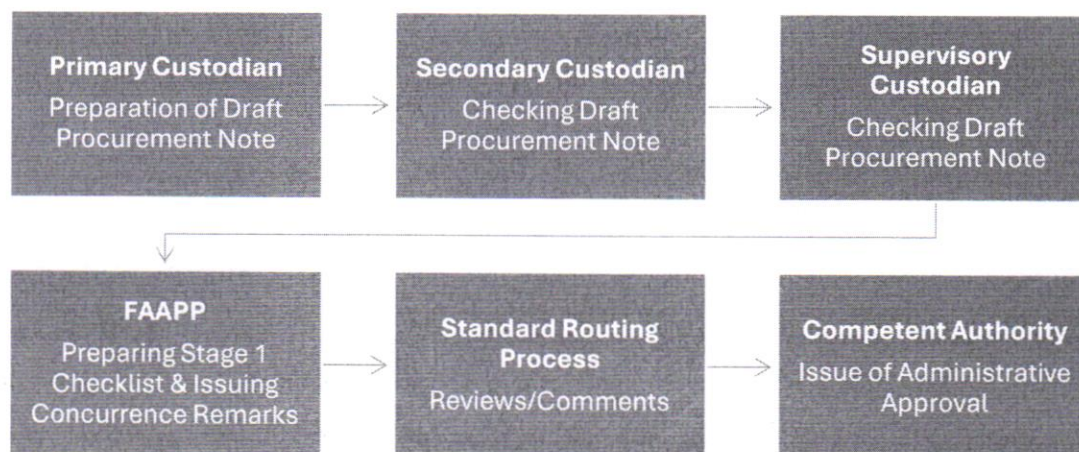 Primary Custodian
Preparation of Draft
Procurement Note
Secondary Custodian
Checking Draft
Procurement Note
Supervisory
Custodian
Checking Draft
Procurement Note
FAAPP
Preparing Stage 1
Checklist & Issuing
Concurrence Remarks
Standard Routing
Process
Reviews/Comments
Competent Authority
Issue of Administrative
Approval